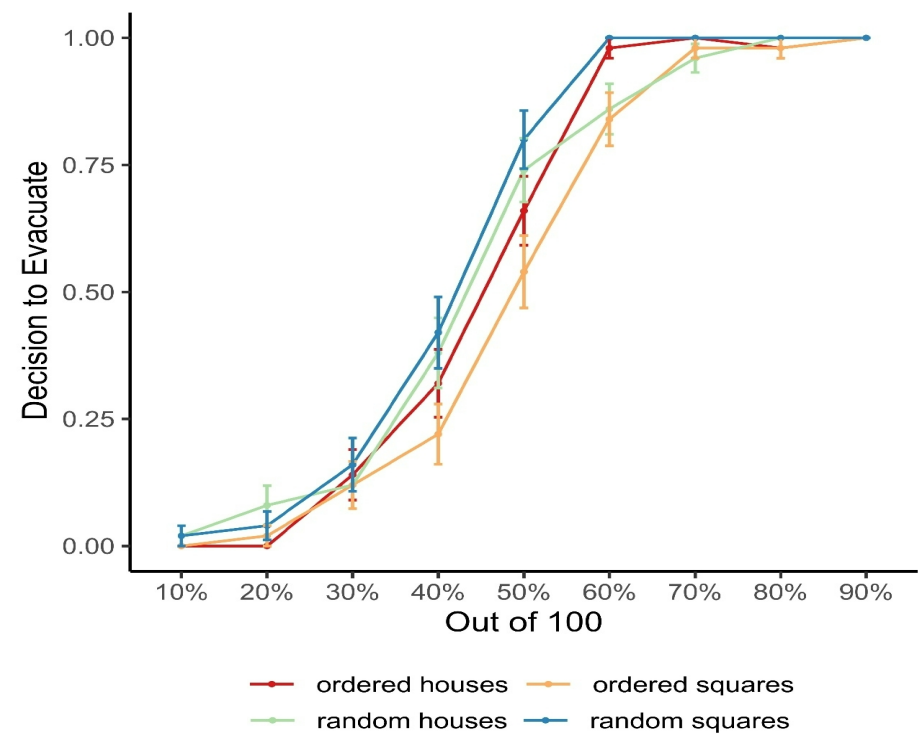 Decision to Evacuate
1.00
0.75
0.50
0.25
0.00
10% 20% 30% 40% 50% 60% 70% 80% 90%
Out of 100
ordered houses ordered squares
random houses random squares